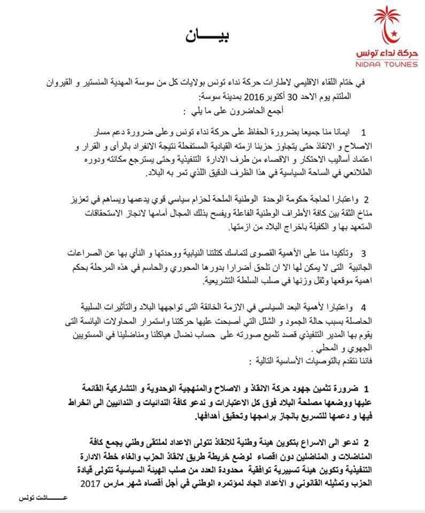 حركة نداء تونس
NIDAA TOUNES
بيـــــان
في ختام اللقاء الاقليمي لاطارات حركة نداء تونس بولايات كل من سوسة المهدية المنستير و القيروان
الملتئم يوم الاحد 30 أكتوبر2016 بمدينة سوسة:
أجمع الحاضرون على ما يلي :
1 ايمانا منا جميعا بضرورة الحفاظ على حركة نداء تونس وعلى ضرورة دعم مسار
الاصلاح و الانقاذ حتى يتجاوز حزبنا ازمته القيادية المستفحلة نتيجة الانفراد بالرأى و القرار و
اعتماد أساليب الاحتكار و الاقصاء من طرف الادارة التنفيذية وحتى يسترجع مكانته ودوره
الطلائعي في الساحة السياسية في هذا الظرف الدقيق اللذي تمر به البلاد.
2 واعتبارا لحاجة حكومة الوحدة الوطنية الملحة لحزام سياسي قوي يدعمها ويساهم في تعزيز
مناخ الثقة بين كافة الأطراف الوطنية الفاعلة ويفسح بذلك المجال أمامها لانجاز الاستحقاقات
المتعهد بها و الكفيلة باخراج البلاد من ازمتها.
3 وتأكيدا منا على الأهمية القصوى لتماسك كتلتنا النيابية ووحدتها و النأي بها عن الصراعات
الجانبية التى لا يمكن لها الا ان تلحق أضرارا بدورها المحوري والحاسم في هذه المرحلة بحكم
اهمية موقعها وثقل وزنها في صلب السلطة التشريعية.
4 واعتبارا لأهمية البعد السياسي في الازمة الخانقة التى تواجهها البلاد والتأثيرات السلبية
الحاصلة بسبب حالة الجمود و الشلل التي أصبحت عليها حركتنا واستمرار المحاولات اليائسة التى
يقوم بها المدير التنفيذي قصد تلميع صورته على حساب نضال هياكلنا ومناضلينا في المستويين
الجهوي و المحلي .
فاننا نتقدم بالتوصيات الأساسية التالية :
1 ضرورة تثمين جهود حركة الانقاذ و الاصلاح والمنهجية الوحدوية و التشاركية القائمة
عليها ووضعها مصلحة البلاد فوق كل الاعتبارات و ندعو كافة الندائيات و الندائيين الى انخراط
فيها و دعمها للتسريع بانجاز برامجها وتحقيق أهدافها.
2 ندعو الى الاسراع بتكوين هيئة وطنية للانقاذ تتولى الاعداد لملتقى وطني يجمع كافة
المناضلات و المناضلين دون اقصاء لوضع خريطة طريق لانقاذ الحزب والغاء خطة الادارة
التنفيذية وتكوين هيئة تسييرية توافقية محدودة العدد من صلب الهيئة السياسية تتولى قيادة
الحزب وتمثيله القانوني و الأعداد الجاد لمؤتمره الوطني في أجل أقصاه شهر مارس 2017
عـــــاشت تونس